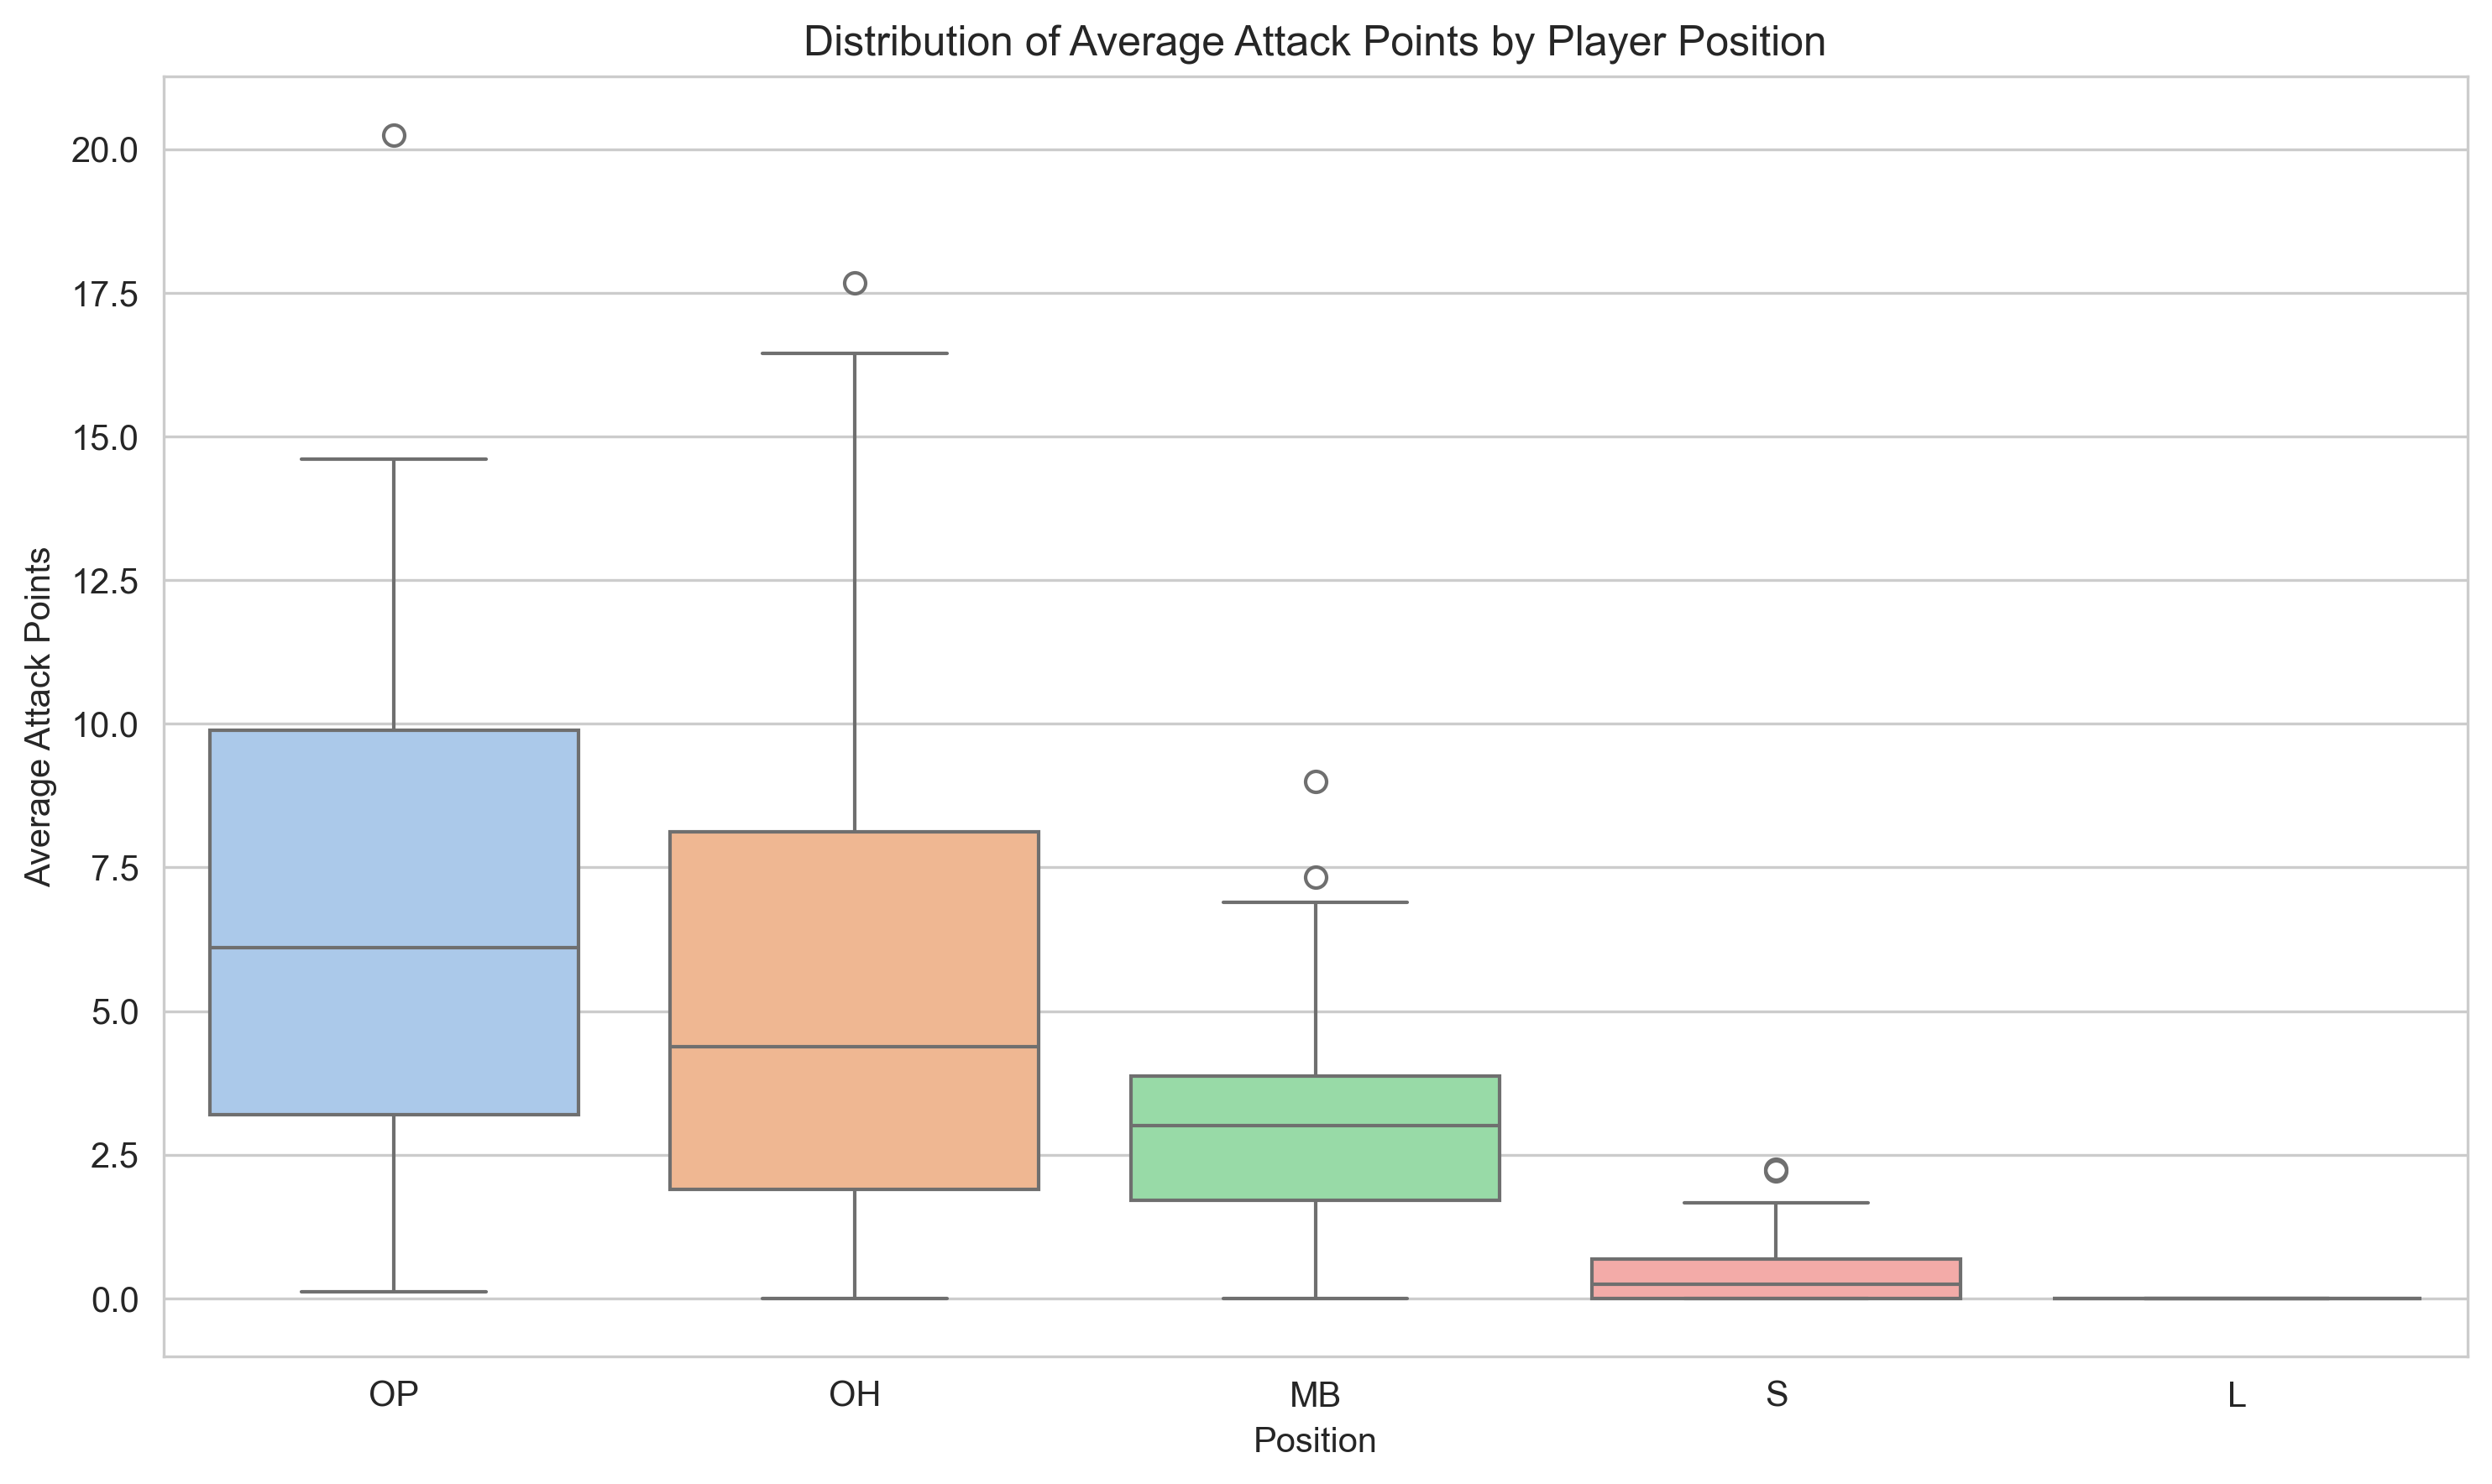 Distribution of Average Attack Points by Player Position
Average Attack Points
20.0
17.5
15.0
12.5
10.0
7.5
5.0
2.5
0.0
OP
OH
MB
S
L
Position